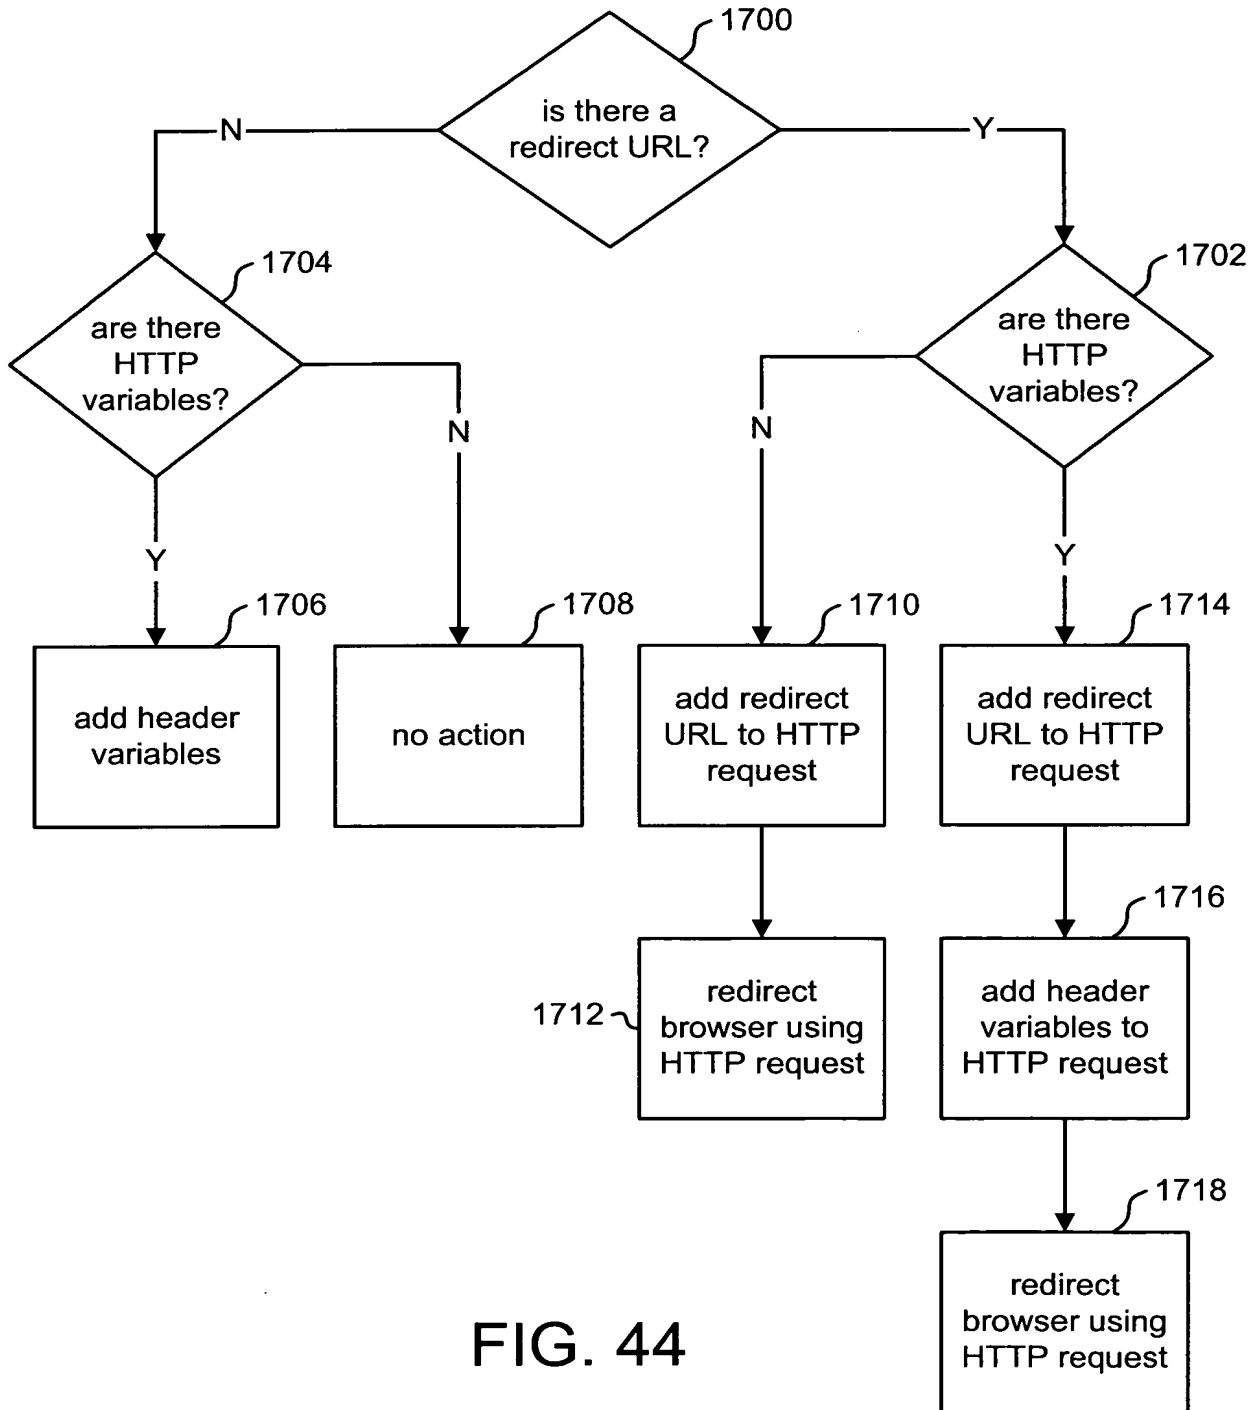 1700
is there a
redirect URL?
N
Y
1704
are there
HTTP
variables?
1702
are there
HTTP
variables?
N
N
Y
Y
1706
add header
variables
1708
no action
1710
add redirect
URL to HTTP
request
1714
add redirect
URL to HTTP
request
1712
redirect
browser using
HTTP request
1716
add header
variables to
HTTP request
1718
redirect
browser using
HTTP request
FIG. 44